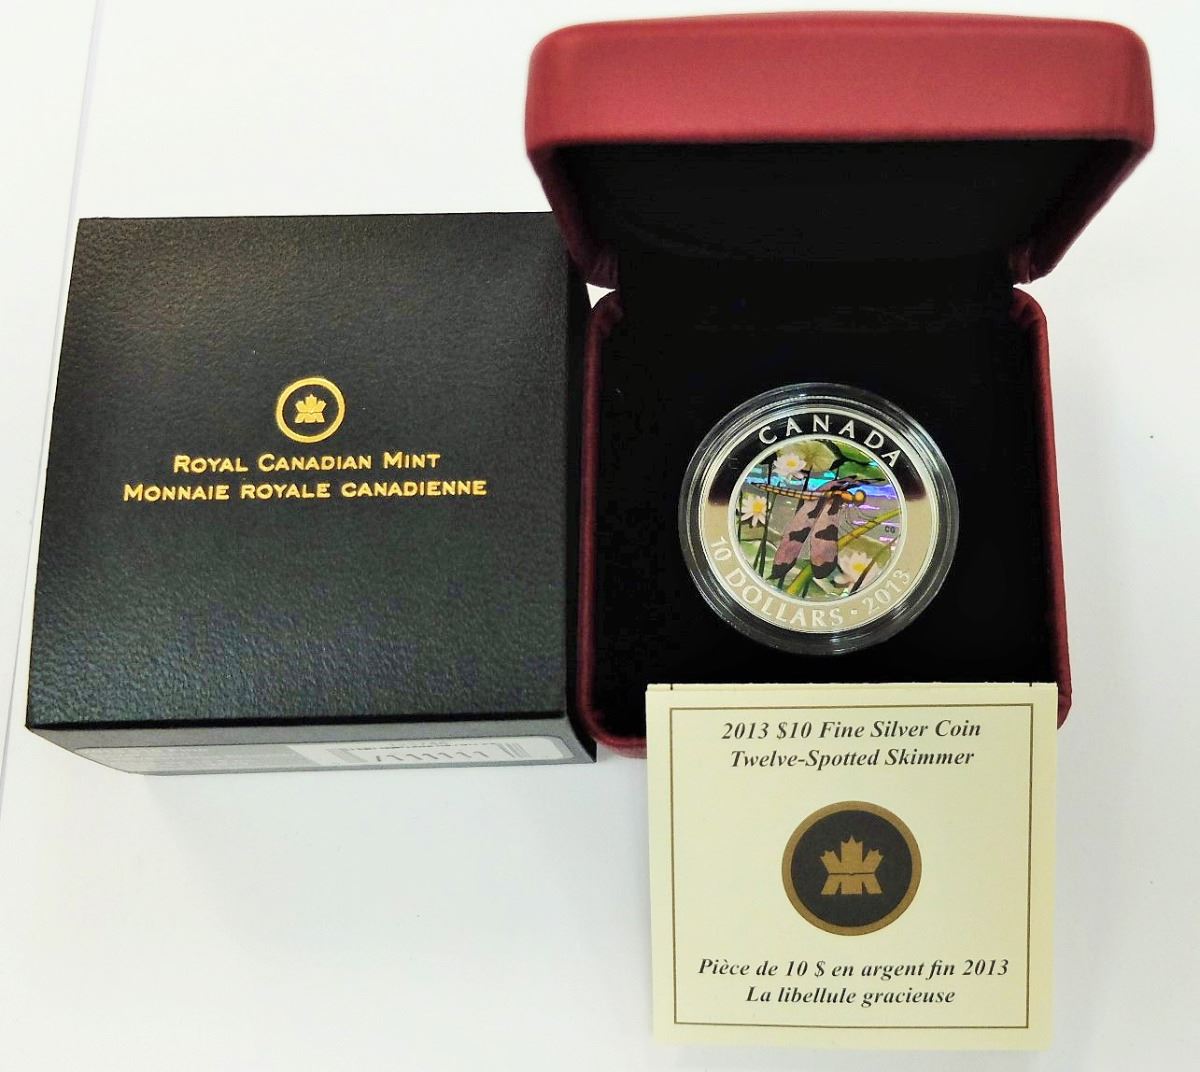 ROYAL CANADIAN MINT
MONNAIE ROYALE CANADIENNE
CANADA
CG
10 DOLLARS • 2013
2013 $10 Fine Silver Coin
Twelve-Spotted Skimmer
Pièce de 10 $ en argent fin 2013
La libellule gracieuse